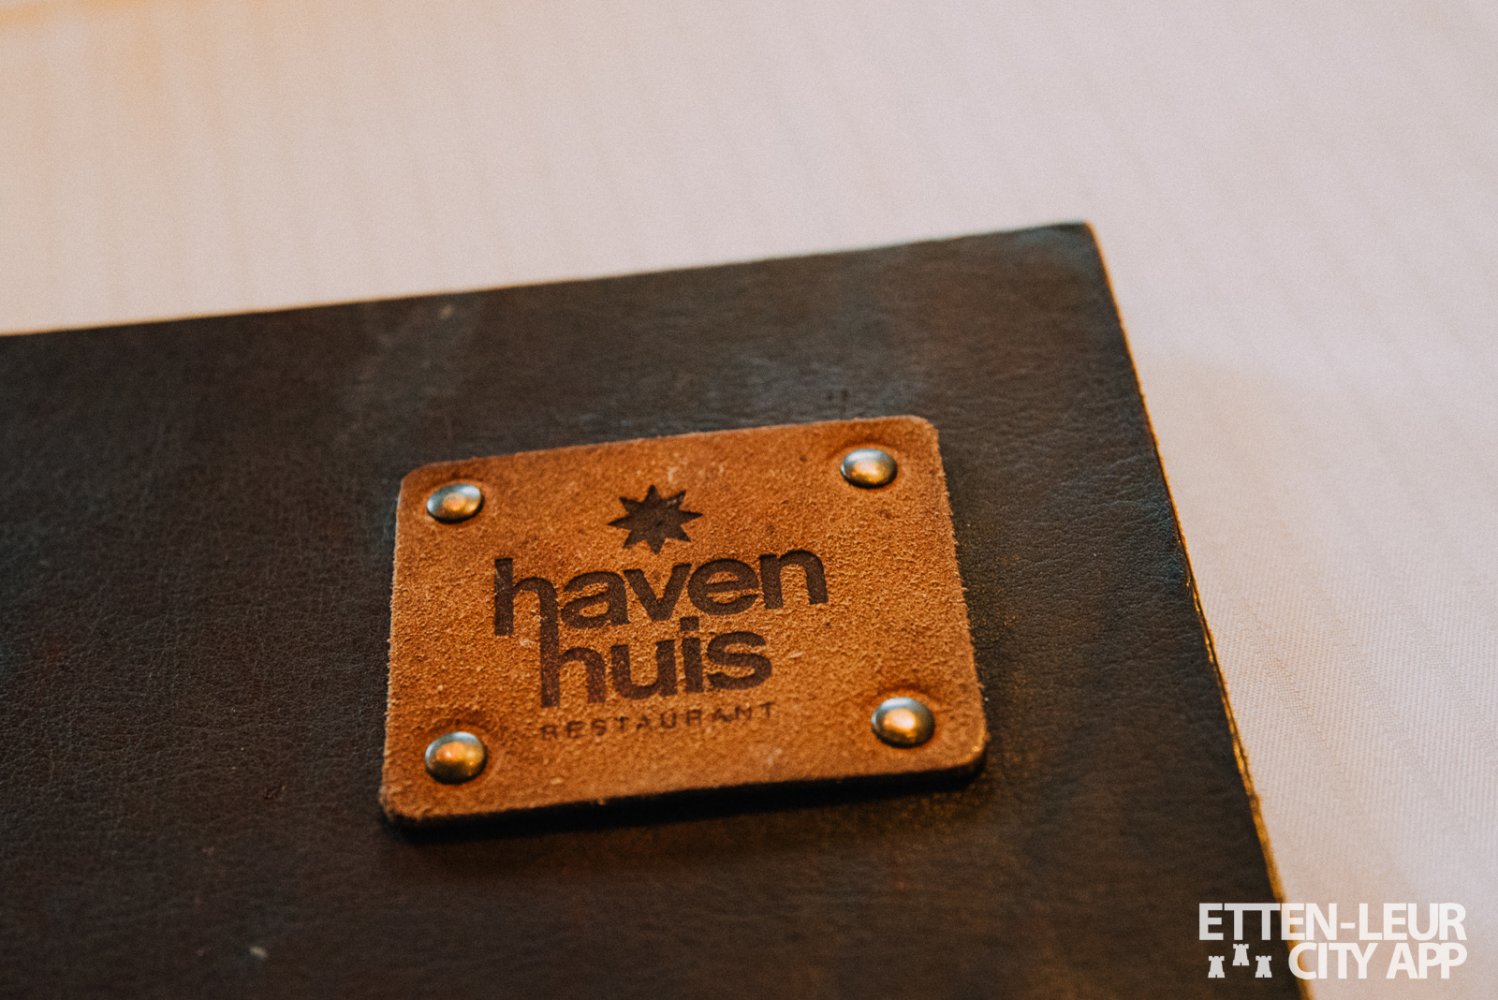 haven
huis
RESTAURANT
ETTEN-LEUR
CITY APP